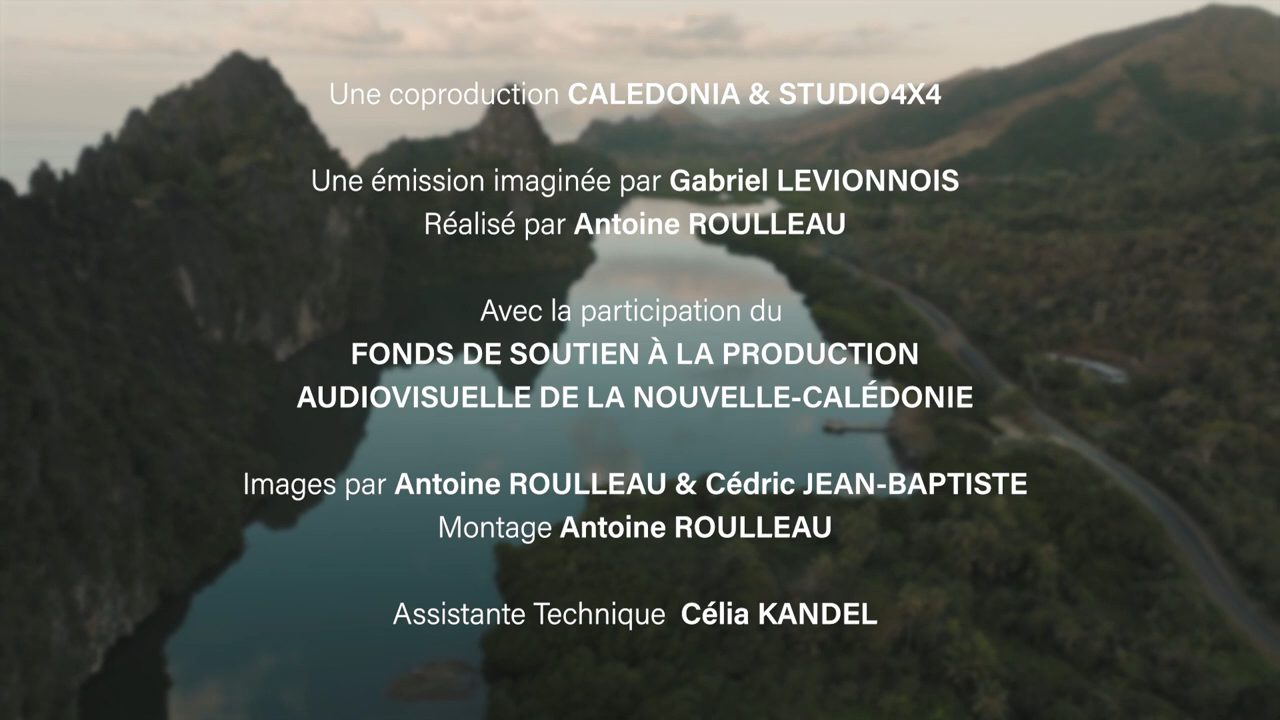 Une coproduction CALEDONIA & STUDIO4X4
Une émission imaginée par Gabriel LEVIONNOIS
Réalisé par Antoine ROULLEAU
Avec la participation du
FONDS DE SOUTIEN À LA PRODUCTION
AUDIOVISUELLE DE LA NOUVELLE-CALÉDONIE
Images par Antoine ROULLEAU & Cédric JEAN-BAPTISTE
Montage Antoine ROULLEAU
Assistante Technique Célia KANDEL